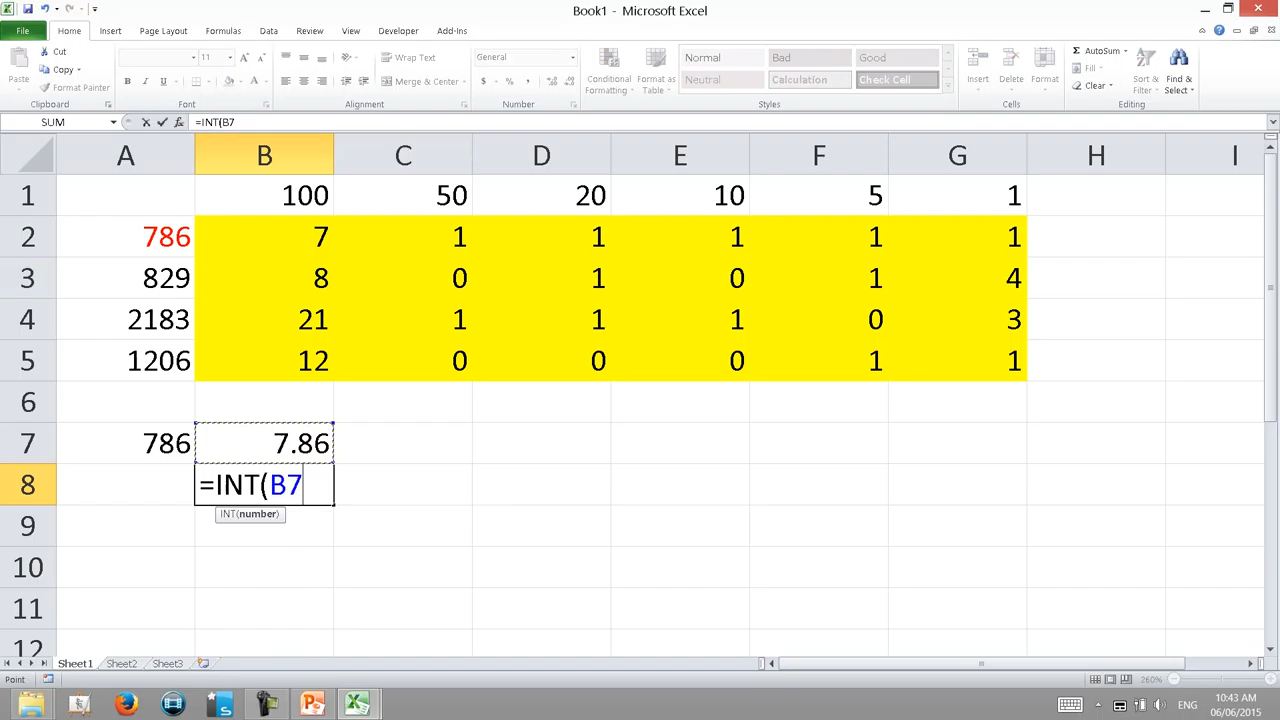 Book1 - Microsoft Excel
File Home Insert Page Layout Formulas Data Review View Developer Add-Ins
Paste
Cut
Copy
Format Painter
Clipboard
11
B I U
A
Font
Wrap Text
Merge & Center
Alignment
General
$ % ,
Number
Conditional Formatting
Format as Table
Normal Bad Good
Neutral Calculation Check Cell
Styles
Insert Delete Format
Cells
AutoSum
Fill
Clear
Sort & Filter
Find & Select
Editing
SUM fx =INT(B7
A B C D E F G H I
1 100 50 20 10 5 1
2 786 7 1 1 1 1 1
3 829 8 0 1 0 1 4
4 2183 21 1 1 1 0 3
5 1206 12 0 0 0 1 1
6
7 786 7.86
8 =INT(B7
INT(number)
9
10
11
12
Sheet1 Sheet2 Sheet3
Point 260%
ENG 10:43 AM
06/06/2015